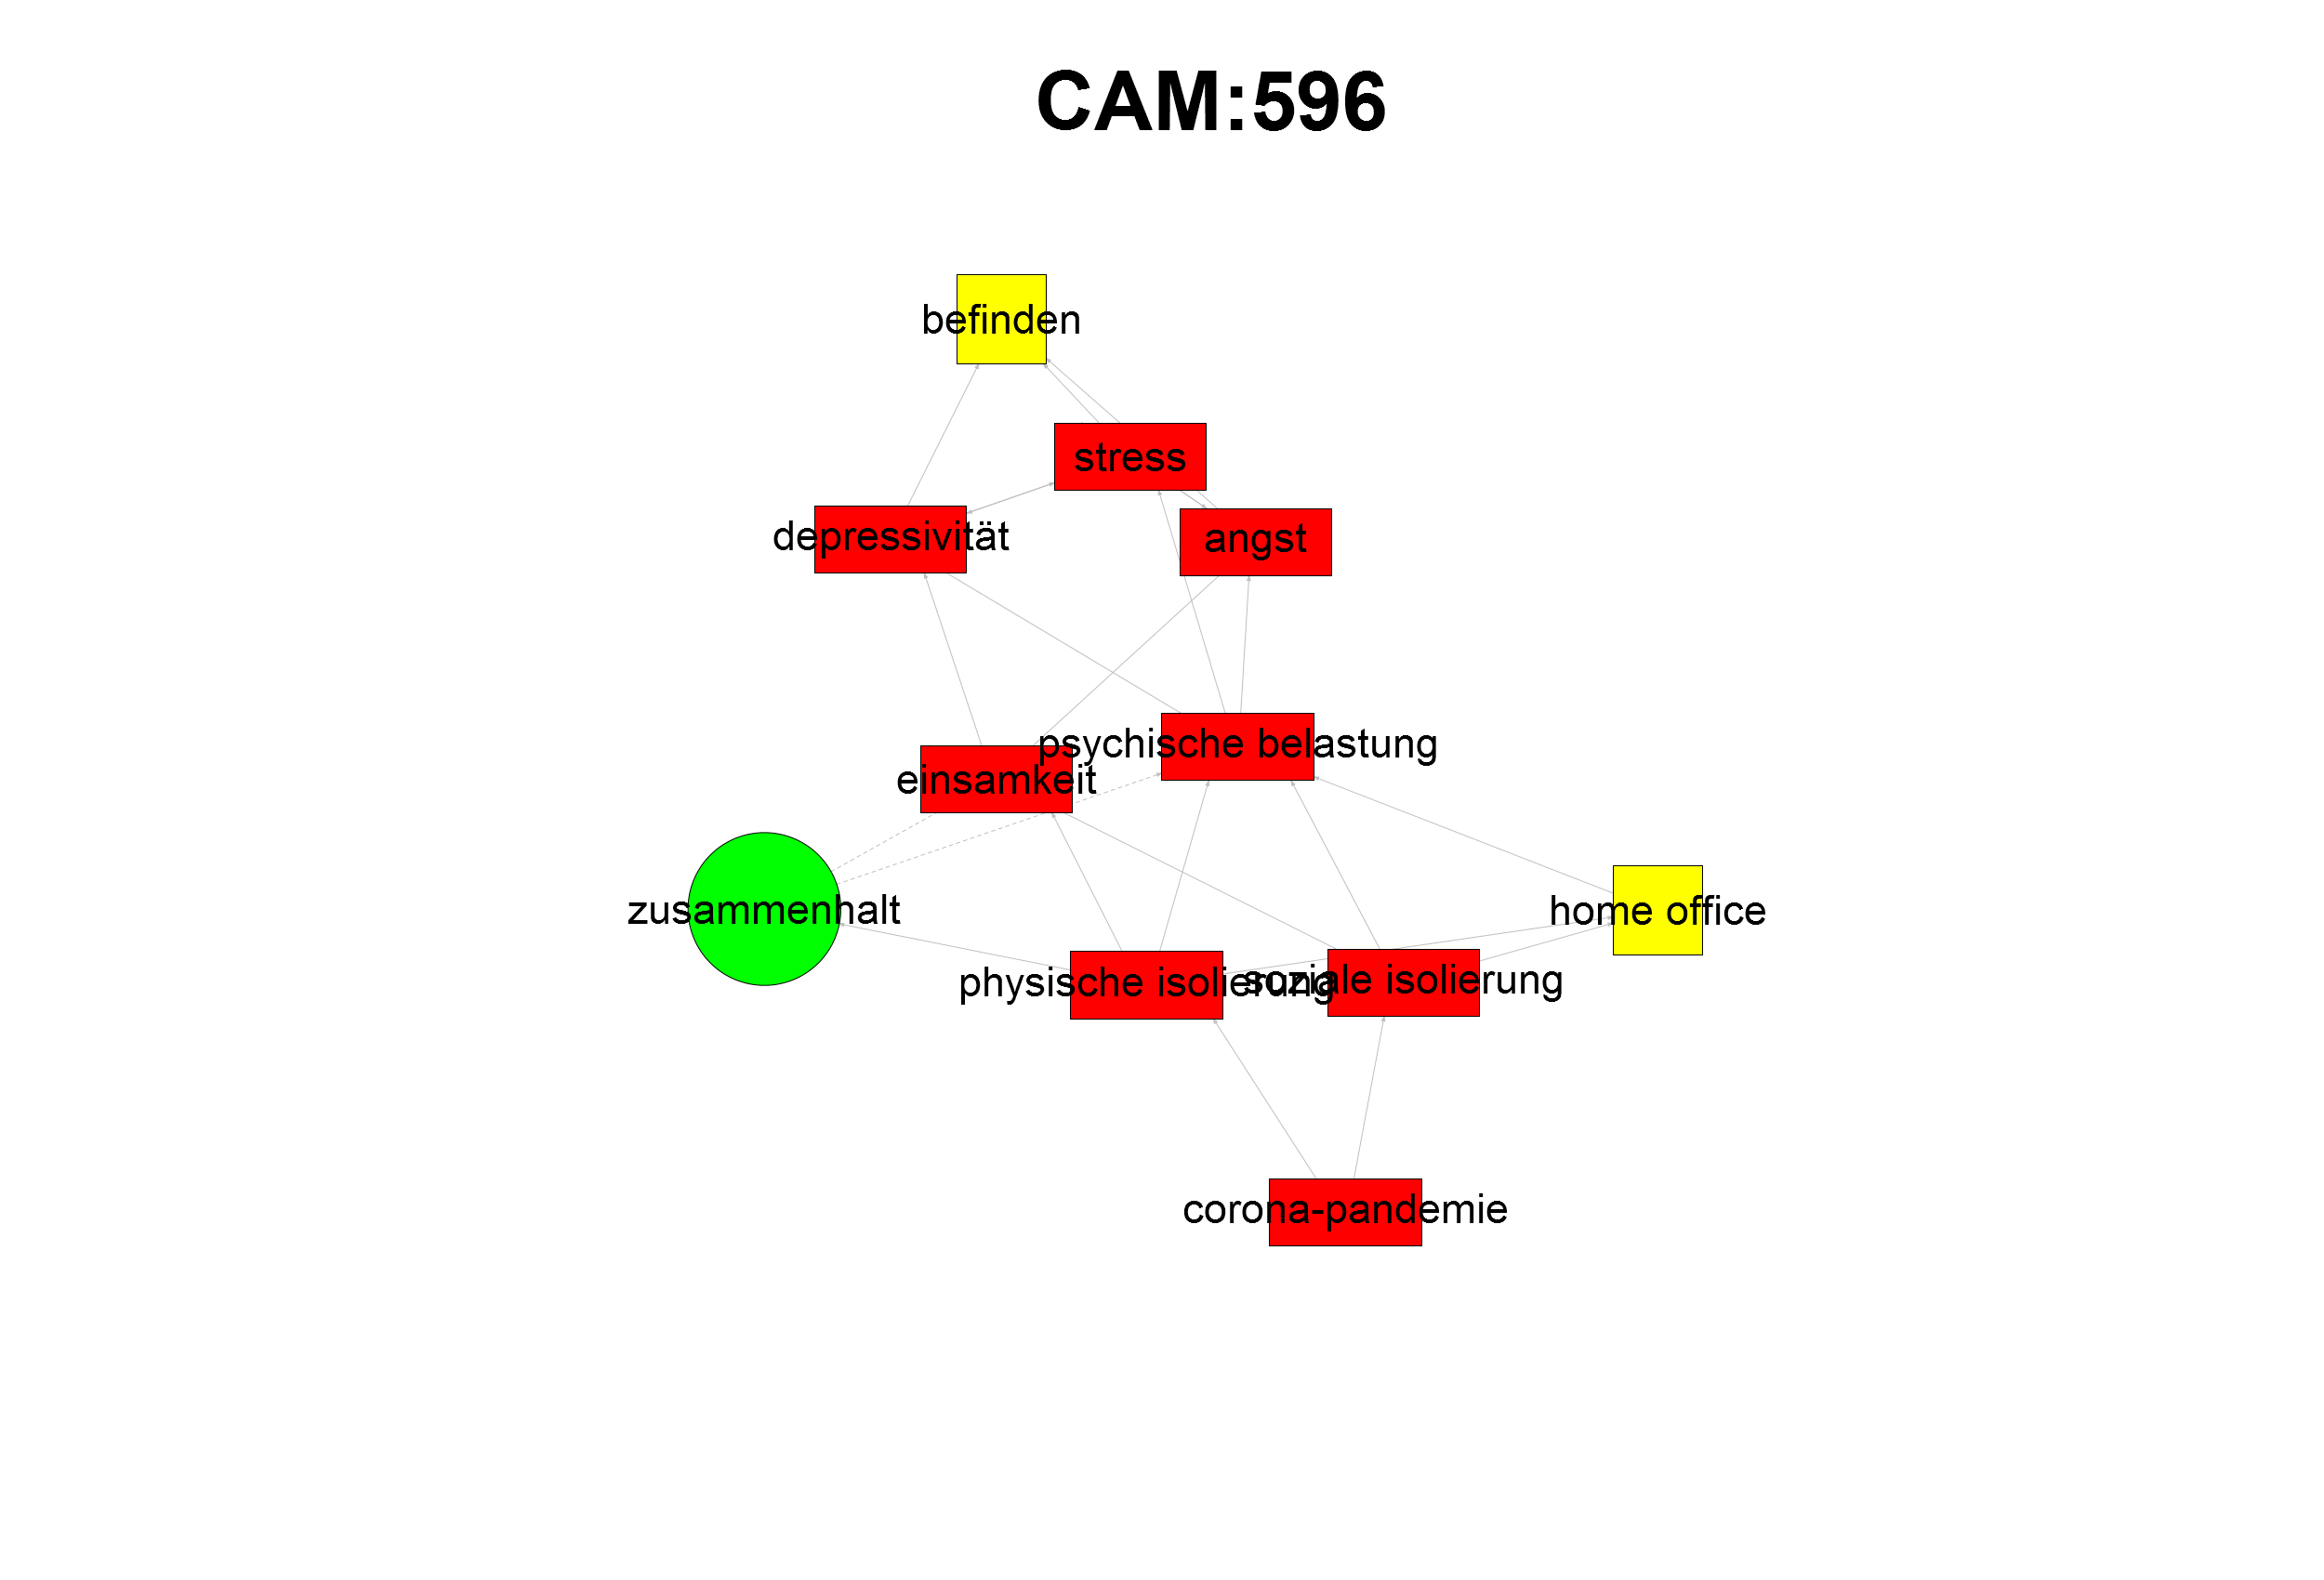 CAM:596
befinden
stress
depressivität
angst
psychische belastung
einsamkeit
zusammenhalt
home office
physische isolierung
soziale isolierung
corona-pandemie